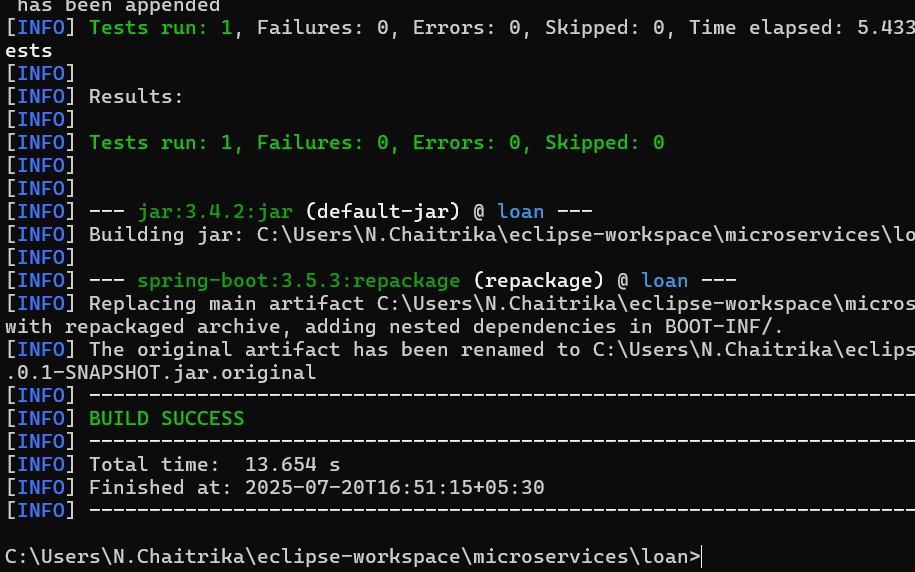 has been appended
[INFO] Tests run: 1, Failures: 0, Errors: 0, Skipped: 0, Time elapsed: 5.433
ests
[INFO]
[INFO] Results:
[INFO]
[INFO] Tests run: 1, Failures: 0, Errors: 0, Skipped: 0
[INFO]
[INFO]
[INFO] --- jar:3.4.2:jar (default-jar) @ loan ---
[INFO] Building jar: C:\Users\N.Chaitrika\eclipse-workspace\microservices\lo
[INFO]
[INFO] --- spring-boot:3.5.3:repackage (repackage) @ loan ---
[INFO] Replacing main artifact C:\Users\N.Chaitrika\eclipse-workspace\micros
with repackaged archive, adding nested dependencies in BOOT-INF/.
[INFO] The original artifact has been renamed to C:\Users\N.Chaitrika\eclips
.0.1-SNAPSHOT.jar.original
[INFO] ---------------------------------------------------------------------
[INFO] BUILD SUCCESS
[INFO] ---------------------------------------------------------------------
[INFO] Total time:  13.654 s
[INFO] Finished at: 2025-07-20T16:51:15+05:30
[INFO] ---------------------------------------------------------------------
C:\Users\N.Chaitrika\eclipse-workspace\microservices\loan>